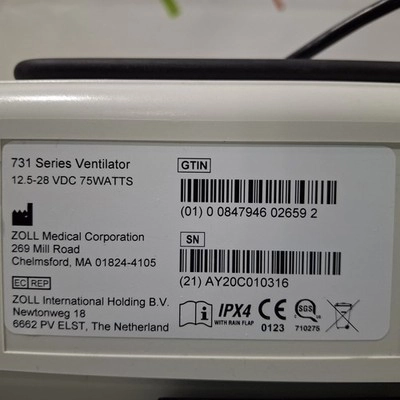 731 Series Ventilator
12.5-28 VDC 75WATTS
ZOLL Medical Corporation
269 Mill Road
Chelmsford, MA 01824-4105
EC REP
ZOLL International Holding B.V.
Newtonweg 18
6662 PV ELST, The Netherland
GTIN
(01) 0 0847946 02659 2
SN
(21) AY20C010316
i
IPX4
WITH RAIN FLAP
CE
0123
SGS
710275